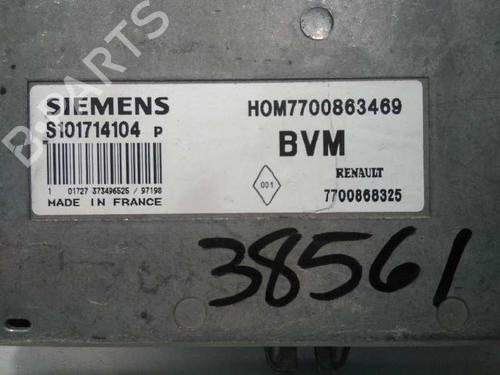 SIEMENS
S101714104 P
1 01727 373496525 / 97198
MADE IN FRANCE
HOM7700863469
BVM
001
RENAULT
7700868325
38561
B-PARTS